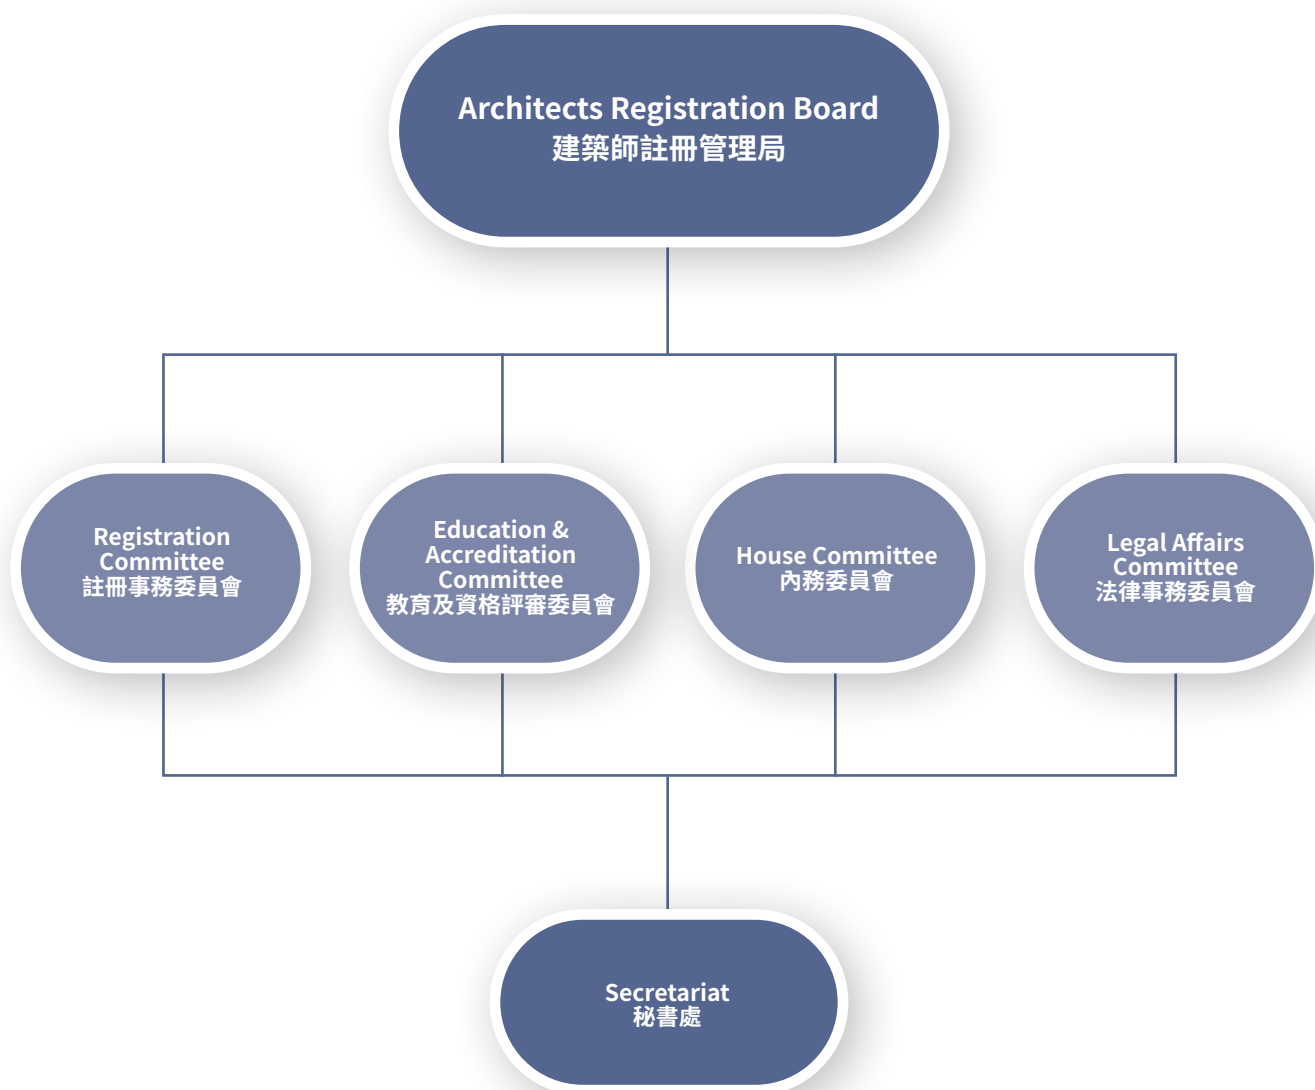 Architects Registration Board
建築師註冊管理局
Registration
Committee
註冊事務委員會
Education &
Accreditation
Committee
教育及資格評審委員會
House Committee
內務委員會
Legal Affairs
Committee
法律事務委員會
Secretariat
秘書處